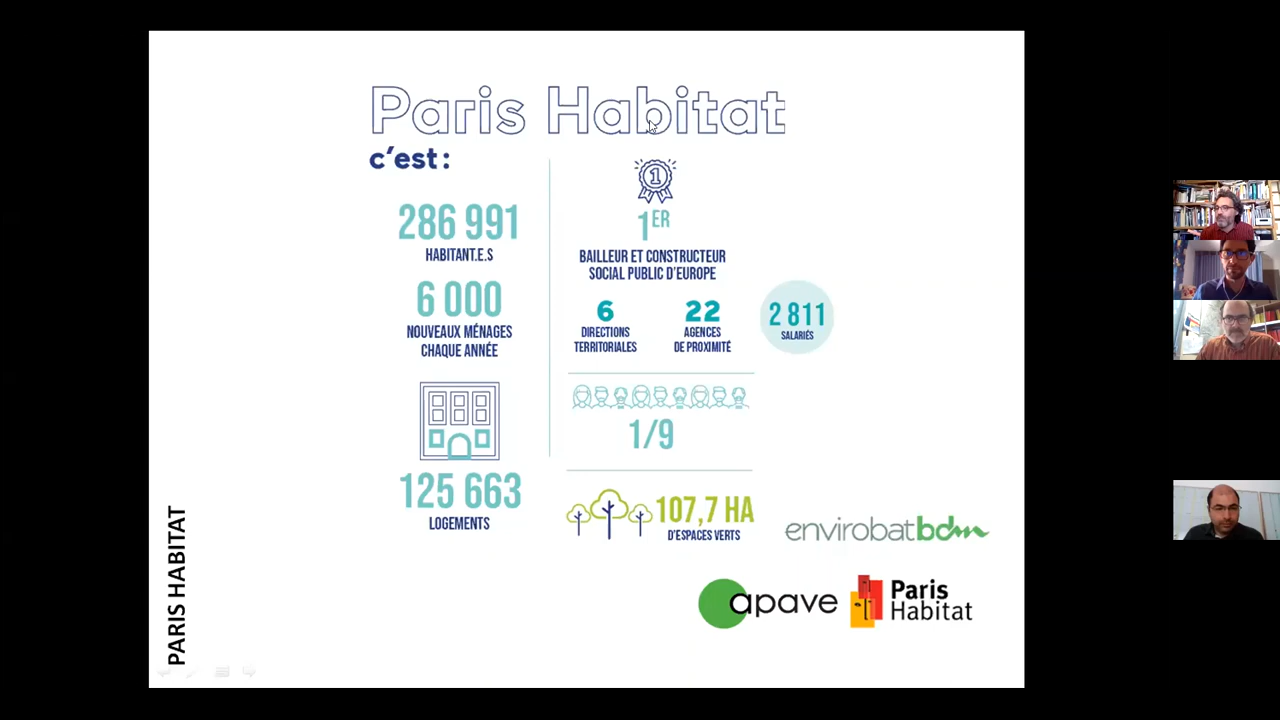 Paris Habitat
c'est :
286 991
HABITANT.E.S
6 000
NOUVEAUX MÉNAGES
CHAQUE ANNÉE
125 663
LOGEMENTS
1
1ER
BAILLEUR ET CONSTRUCTEUR
SOCIAL PUBLIC D'EUROPE
6
DIRECTIONS
TERRITORIALES
22
AGENCES
DE PROXIMITÉ
2 811
SALARIÉS
1/9
107,7 HA
D'ESPACES VERTS
envirobatbdm
apave
Paris
Habitat
PARIS HABITAT